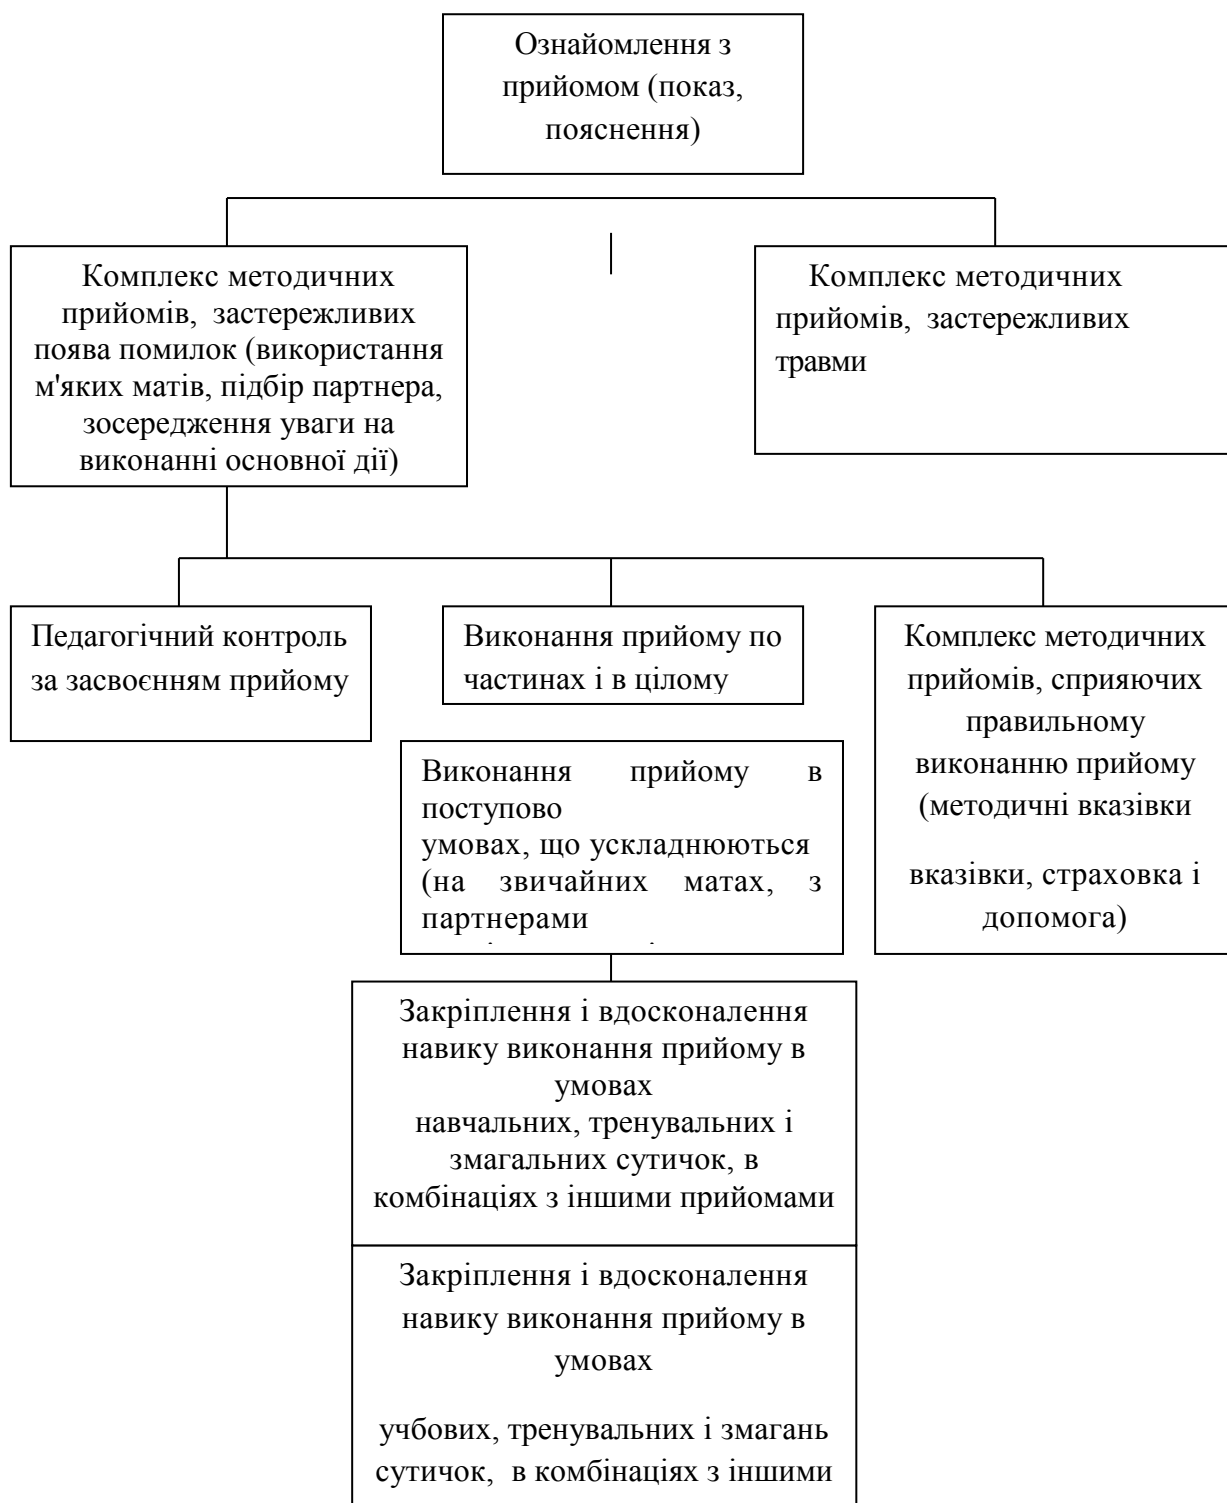 Ознайомлення з
прийомом (показ,
пояснення)
Комплекс методичних
прийомів, застережливих
поява помилок (використання
м'яких матів, підбір партнера,
зосередження уваги на
виконанні основної дії)
Комплекс методичних
прийомів, застережливих
травми
Педагогічний контроль
за засвоєнням прийому
Виконання прийому по
частинах і в цілому
Комплекс методичних
прийомів, сприяючих
правильному
виконанню прийому
(методичні вказівки
вказівки, страховка і
допомога)
Виконання прийому в
поступово
умовах, що ускладнюються
(на звичайних матах, з
партнерами
Закріплення і вдосконалення
навику виконання прийому в
умовах
навчальних, тренувальних і
змагальних сутичок, в
комбінаціях з іншими прийомами
Закріплення і вдосконалення
навику виконання прийому в
умовах
учбових, тренувальних і змагань
сутичок, в комбінаціях з іншими